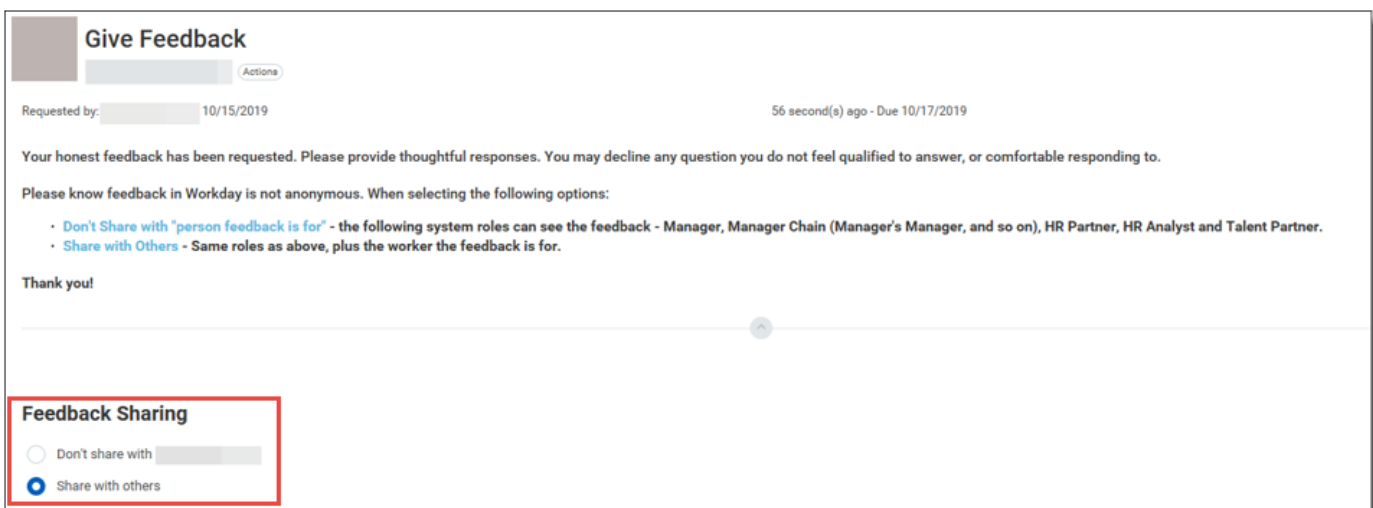 Give Feedback
Actions
Requested by: 10/15/2019
56 second(s) ago - Due 10/17/2019
Your honest feedback has been requested. Please provide thoughtful responses. You may decline any question you do not feel qualified to answer, or comfortable responding to.
Please know feedback in Workday is not anonymous. When selecting the following options:
· Don't Share with "person feedback is for" - the following system roles can see the feedback - Manager, Manager Chain (Manager's Manager, and so on), HR Partner, HR Analyst and Talent Partner.
· Share with Others - Same roles as above, plus the worker the feedback is for.
Thank you!
Feedback Sharing
Don't share with
Share with others